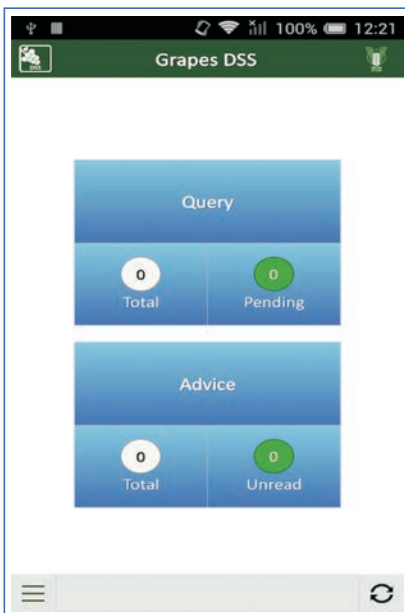 100% 12:21
DSS
Grapes DSS
Query
0 0
Total Pending
Advice
0 0
Total Unread